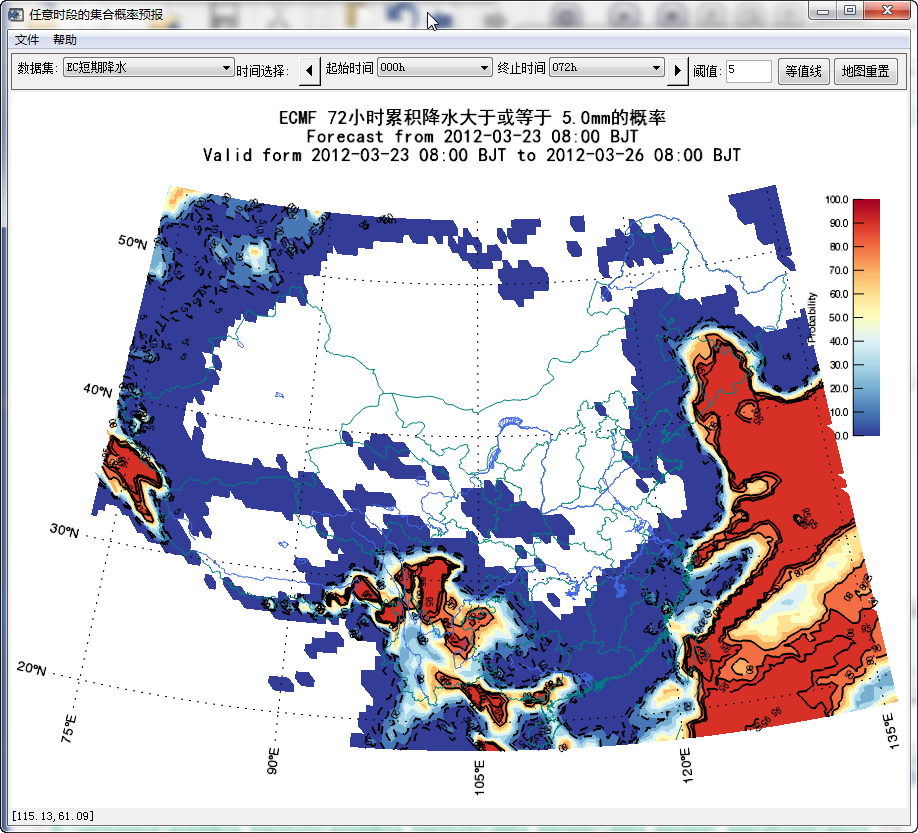 任意时段的集合概率预报
文件 帮助
数据集: EC短期降水 时间选择: 起始时间 000h 终止时间 072h 阈值: 5 等值线 地图重置
ECMF 72小时累积降水大于或等于 5.0mm的概率
Forecast from 2012-03-23 08:00 BJT
Valid form 2012-03-23 08:00 BJT to 2012-03-26 08:00 BJT
100.0
90.0
80.0
70.0
60.0
50.0
40.0
30.0
20.0
10.0
0.0
Probability
50°N
40°N
30°N
20°N
75°E
90°E
105°E
120°E
135°E
[115.13,61.09]